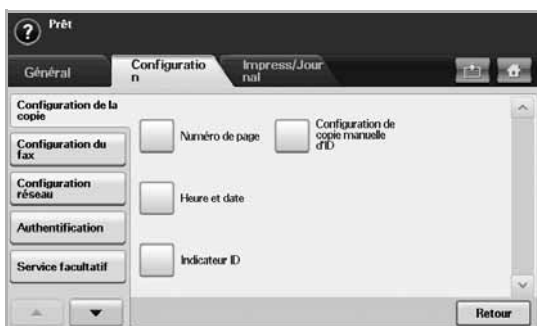 ?
Prêt
Général
Configuratio
n
Impress/Jour
nal
Configuration de la
copie
Configuration du
fax
Configuration
réseau
Authentification
Service facultatif
Numéro de page
Configuration de
copie manuelle
d'ID
Heure et date
Indicateur ID
Retour